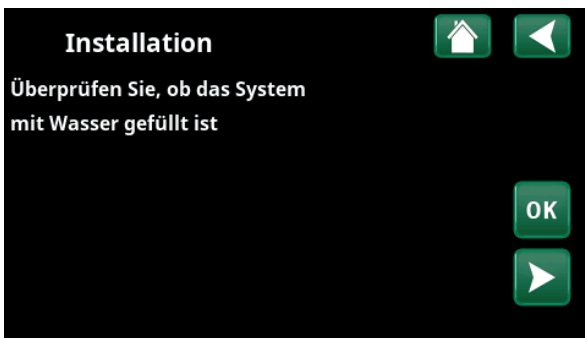 Installation
Überprüfen Sie, ob das System
mit Wasser gefüllt ist
OK